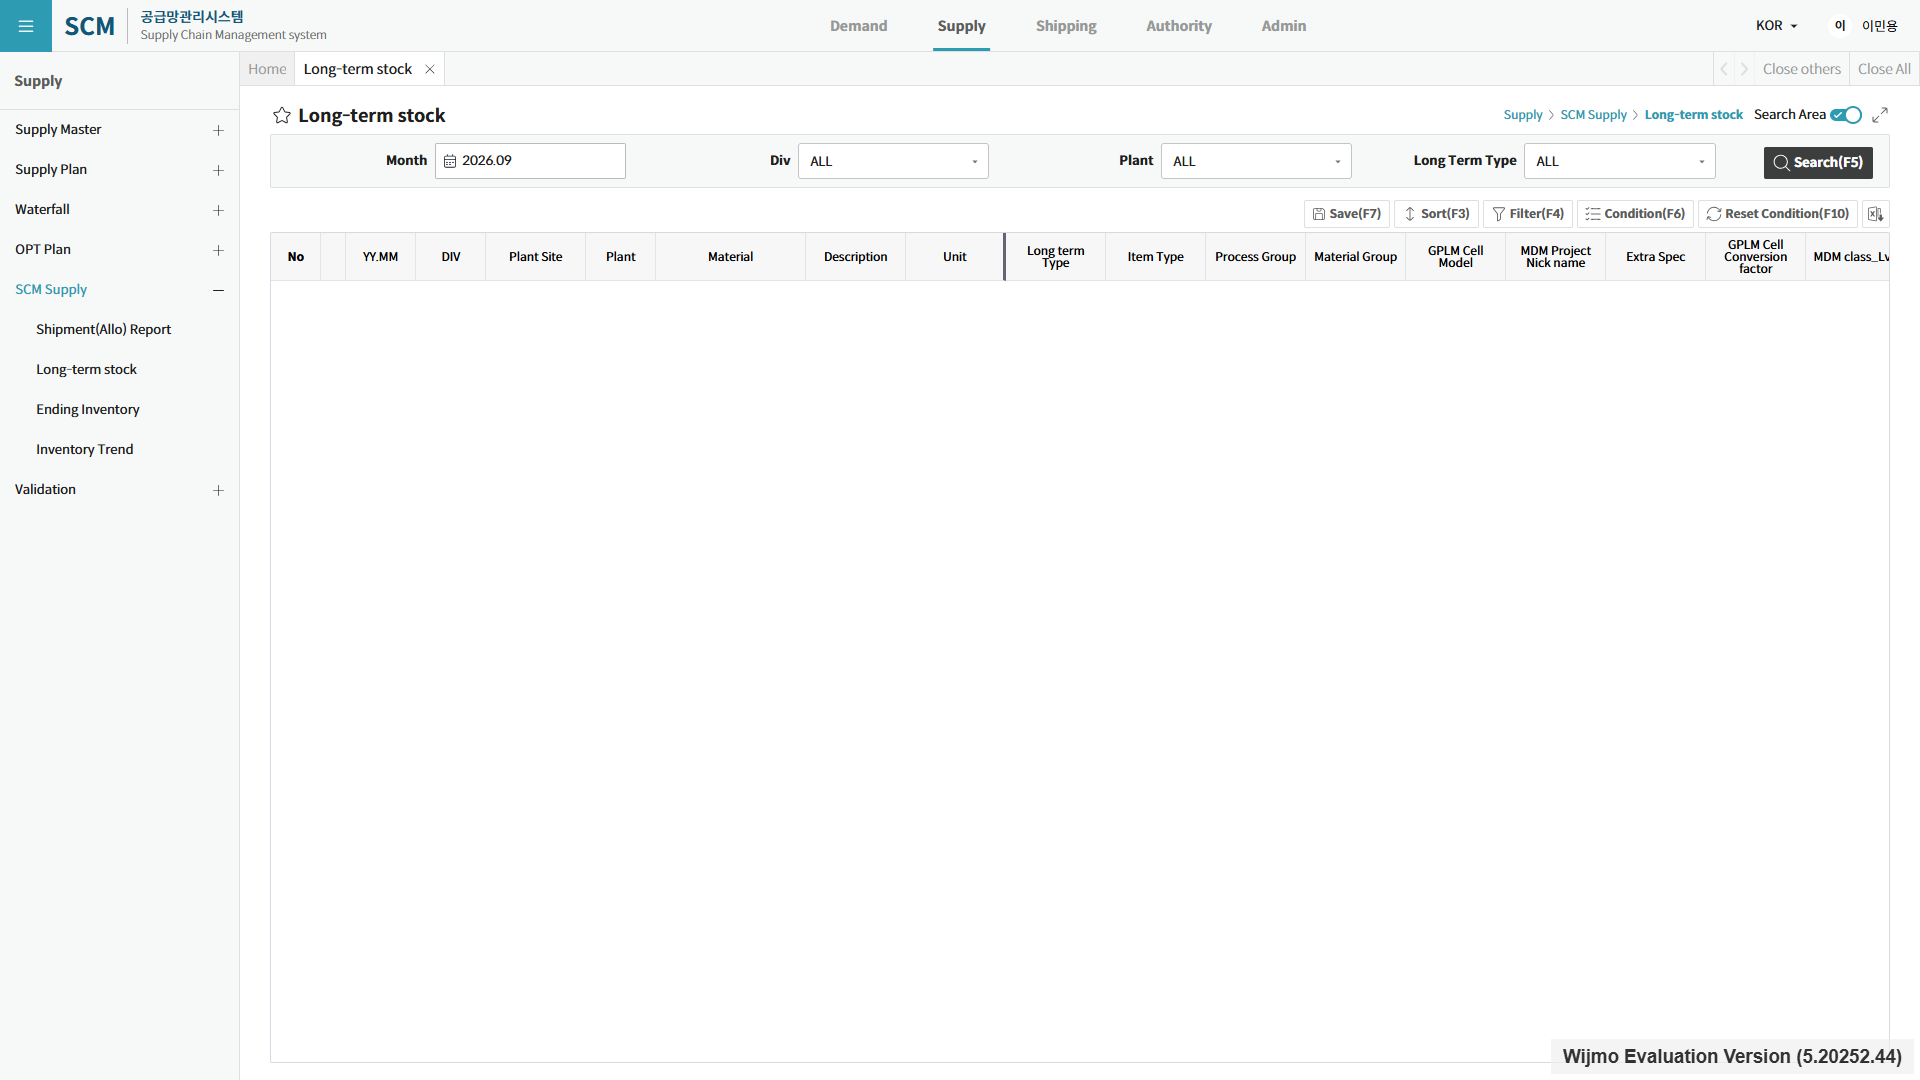 SCM
공급망관리시스템
Supply Chain Management system
Demand
Supply
Shipping
Authority
Admin
KOR
이
이민용
Supply
Home
Long-term stock
Close others
Close All
Supply Master
Supply Plan
Waterfall
OPT Plan
SCM Supply
Shipment(Allo) Report
Long-term stock
Ending Inventory
Inventory Trend
Validation
Long-term stock
Supply > SCM Supply > Long-term stock
Search Area
Month
2026.09
Div
ALL
Plant
ALL
Long Term Type
ALL
Search(F5)
Save(F7)
Sort(F3)
Filter(F4)
Condition(F6)
Reset Condition(F10)
No
YY.MM
DIV
Plant Site
Plant
Material
Description
Unit
Long term
Type
Item Type
Process Group
Material Group
GPLM Cell
Model
MDM Project
Nick name
Extra Spec
GPLM Cell
Conversion
factor
MDM class_Lv
Wijmo Evaluation Version (5.20252.44)